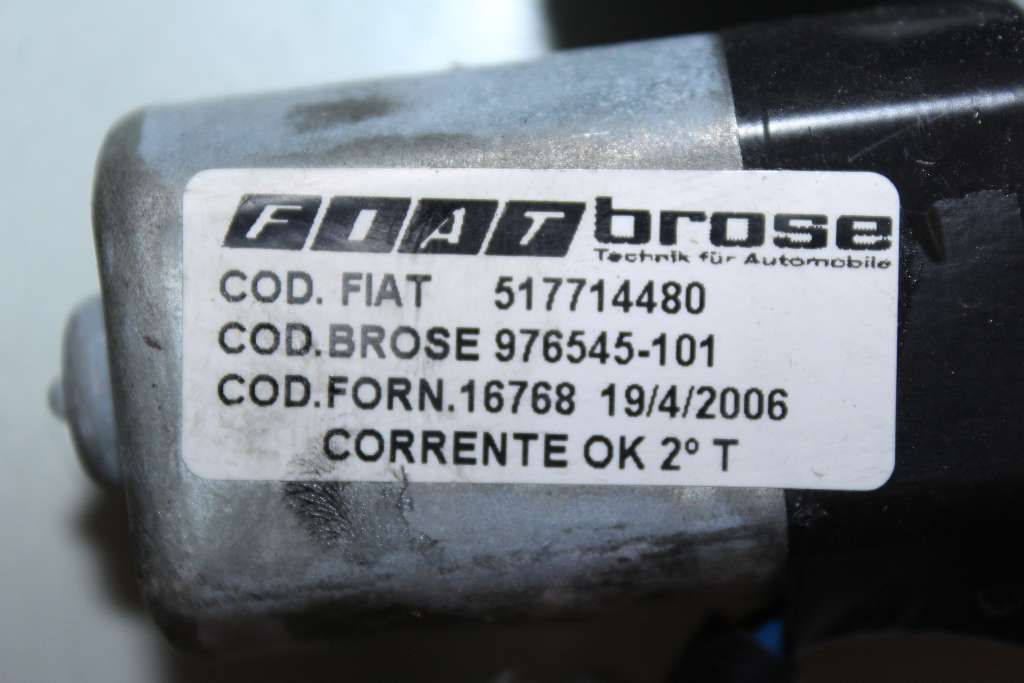 FIAT brose
Technik für Automobile
COD. FIAT 517714480
COD.BROSE 976545-101
COD.FORN.16768 19/4/2006
CORRENTE OK 2° T